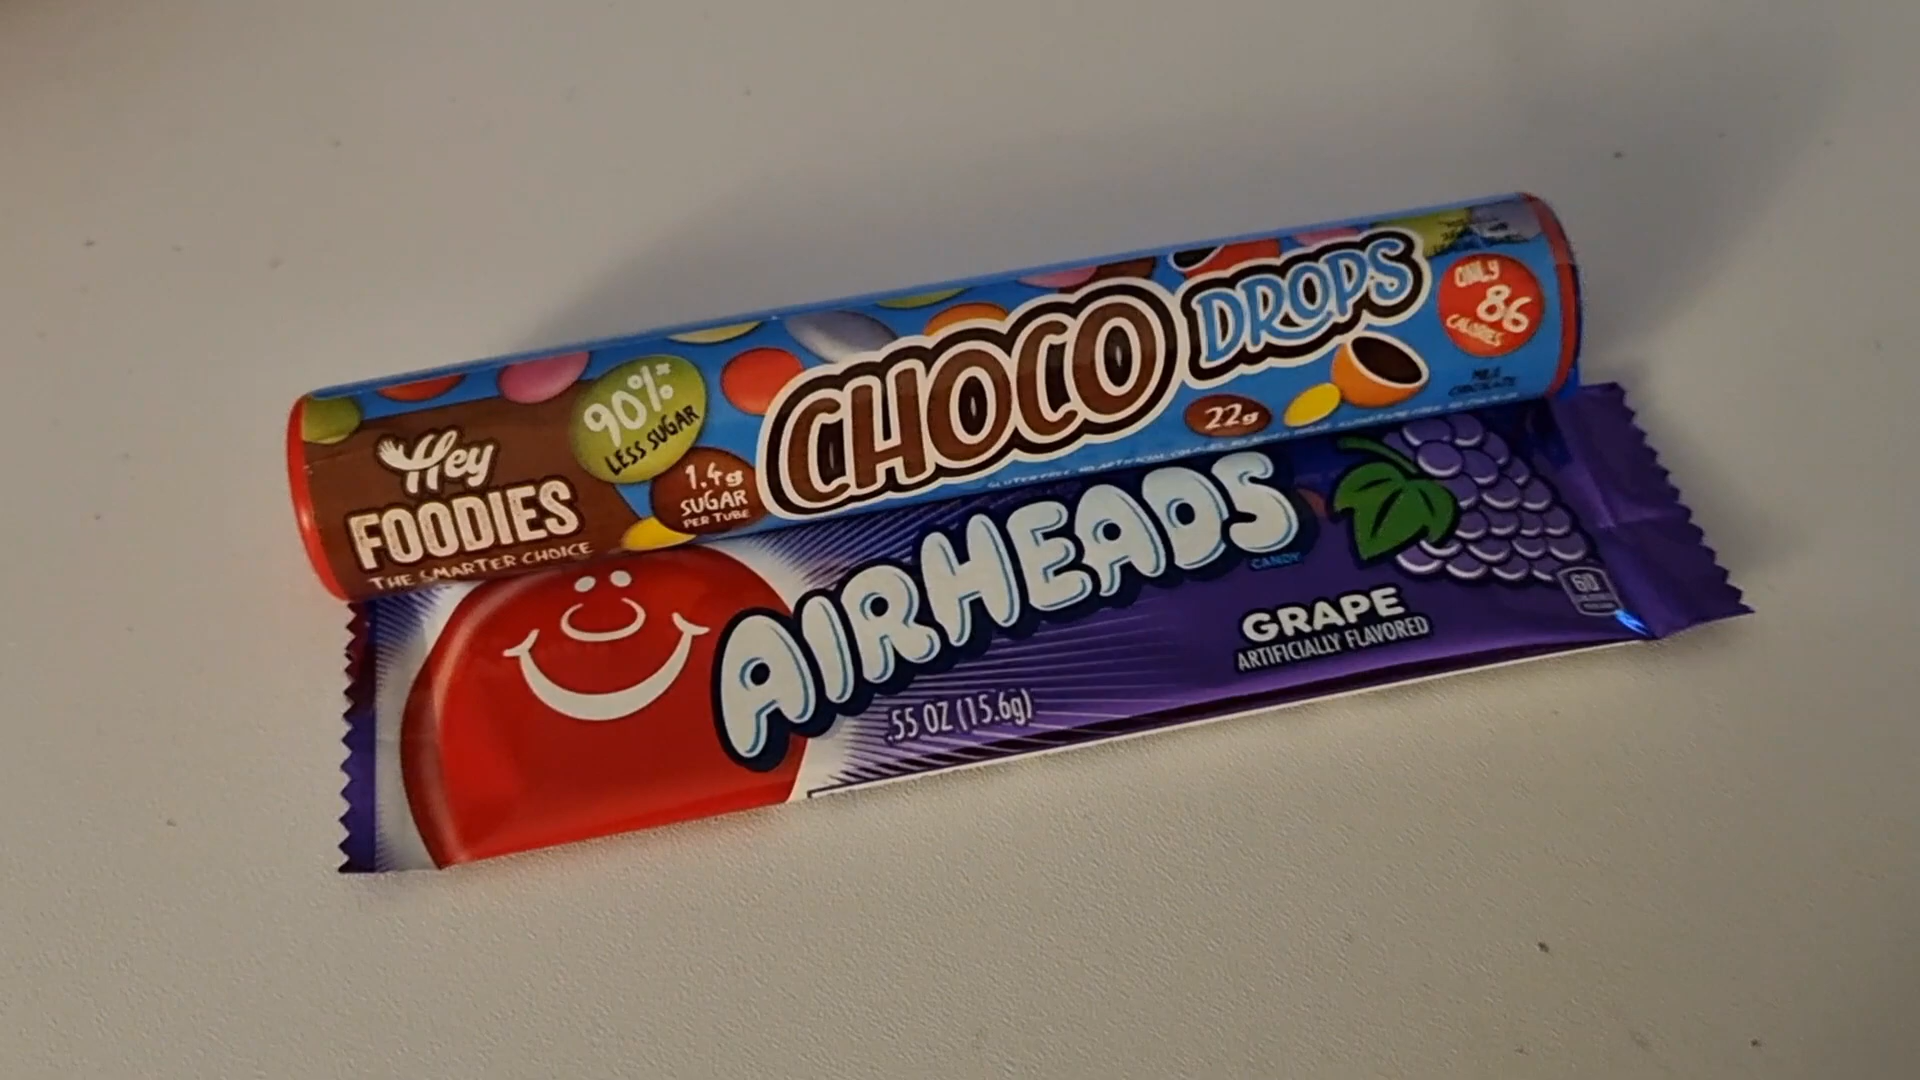 Hey
FOODIES
THE SMARTER CHOICE
90%*
LESS SUGAR
1.4g
SUGAR
PER TUBE
CHOCO DROPS
22g
ONLY
86
CALORIES
MILK
CHOCOLATE
AIRHEADS
CANDY
GRAPE
ARTIFICIALLY FLAVORED
.55 OZ (15.6g)
60